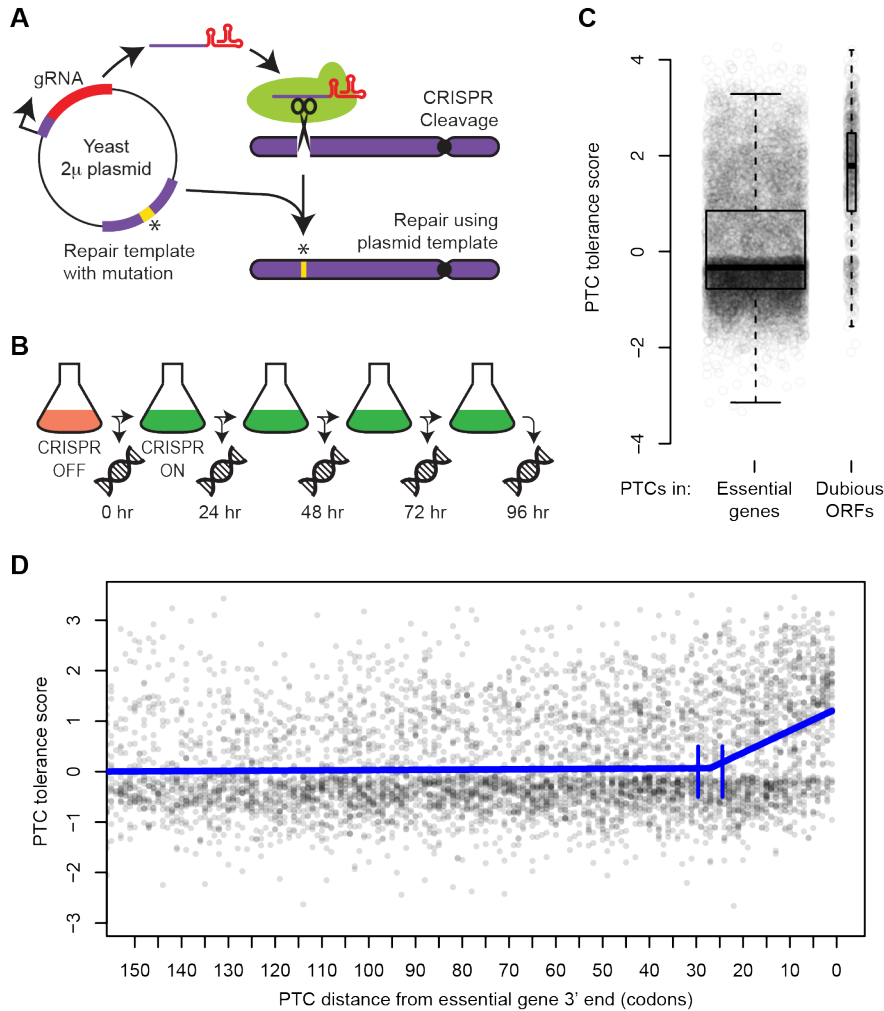 A
gRNA
Yeast
2μ plasmid
*
Repair template
with mutation
CRISPR
Cleavage
Repair using
plasmid template
*
B
CRISPR
OFF
CRISPR
ON
0 hr
24 hr
48 hr
72 hr
96 hr
C
PTC tolerance score
4
2
0
−2
−4
PTCs in:
Essential
genes
Dubious
ORFs
D
PTC tolerance score
3
2
1
0
−1
−2
−3
150 140 130 120 110 100 90 80 70 60 50 40 30 20 10 0
PTC distance from essential gene 3’ end (codons)